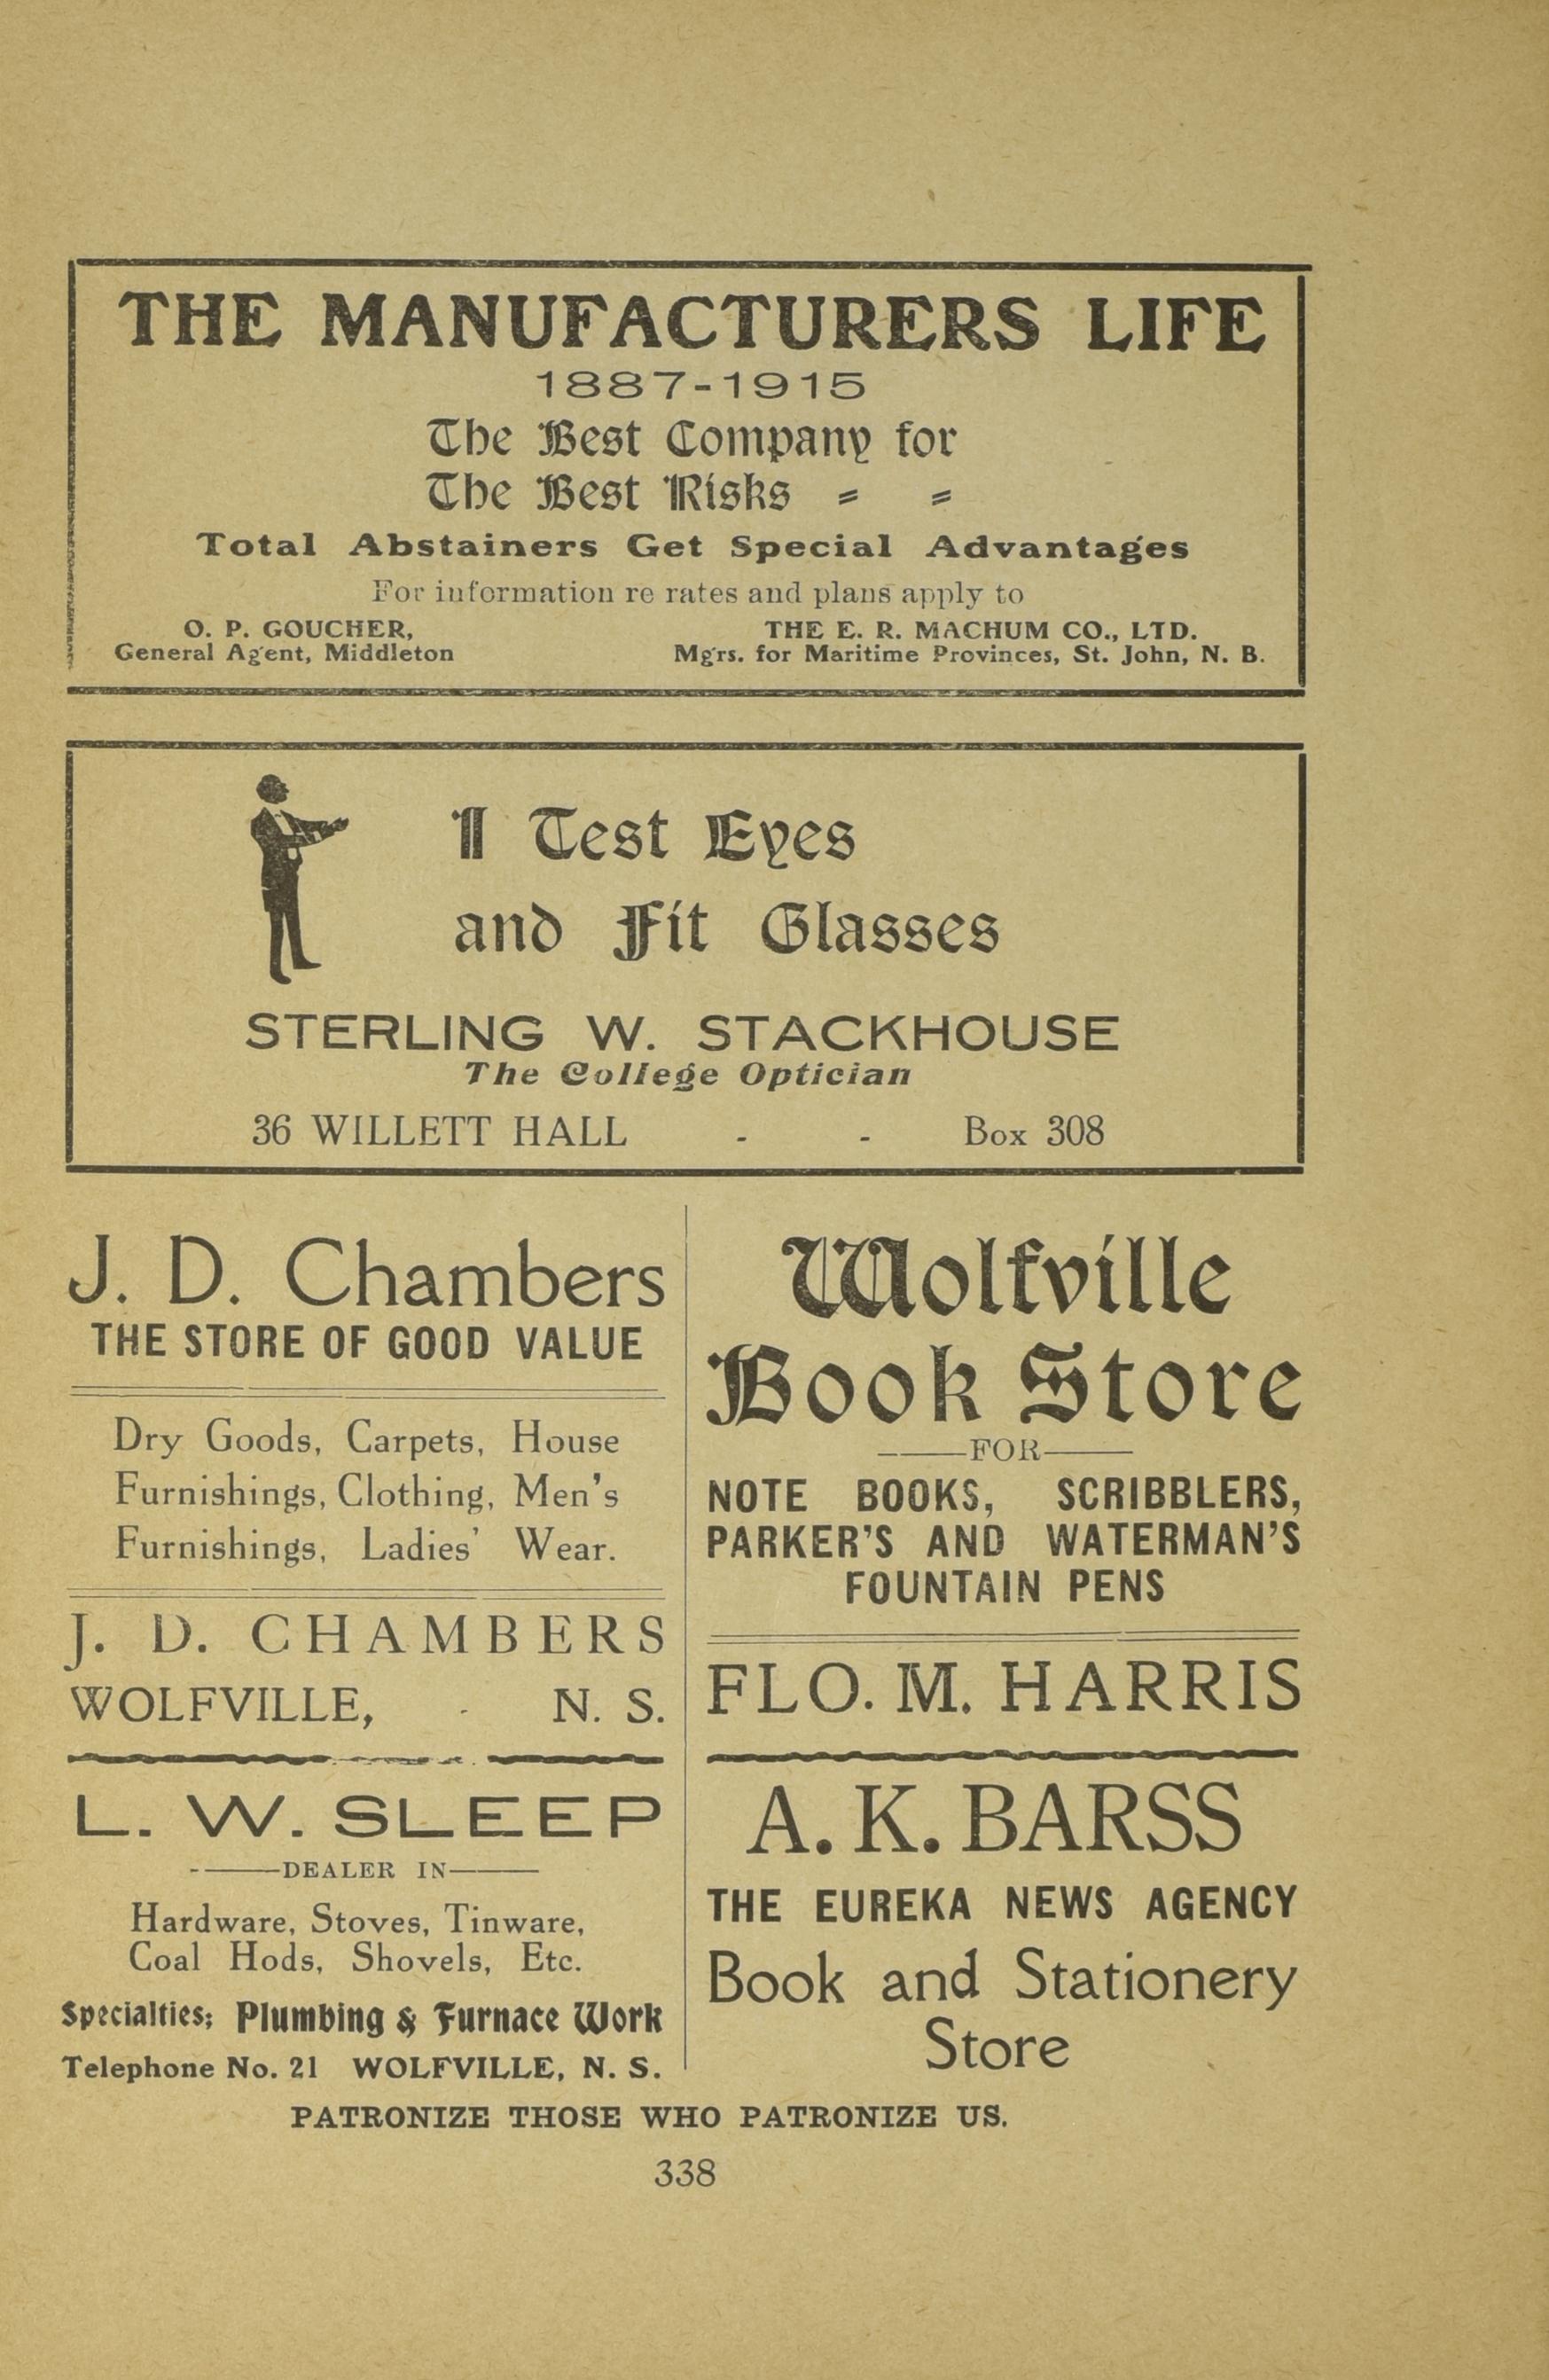 THE MANUFACTURERS LIFE
1887-1915
The Best Company for
The Best Risks = =
Total Abstainers Get Special Advantages
For information re rates and plans apply to
O. P. GOUCHER, THE E. R. MACHUM CO., LTD.
General Agent, Middleton Mgrs. for Maritime Provinces, St. John, N. B.
I Test Eyes
and Fit Glasses
STERLING W. STACKHOUSE
The College Optician
36 WILLETT HALL - - Box 308
J. D. Chambers
THE STORE OF GOOD VALUE
Dry Goods, Carpets, House
Furnishings, Clothing, Men's
Furnishings, Ladies' Wear.
J. D. CHAMBERS
WOLFVILLE, - N. S.
L. W. SLEEP
DEALER IN
Hardware, Stoves, Tinware,
Coal Hods, Shovels, Etc.
Specialties; Plumbing & Furnace Work
Telephone No. 21 WOLFVILLE, N. S.
Wolfville
Book Store
FOR
NOTE BOOKS, SCRIBBLERS,
PARKER'S AND WATERMAN'S
FOUNTAIN PENS
FLO. M. HARRIS
A. K. BARSS
THE EUREKA NEWS AGENCY
Book and Stationery
Store
PATRONIZE THOSE WHO PATRONIZE US.
338